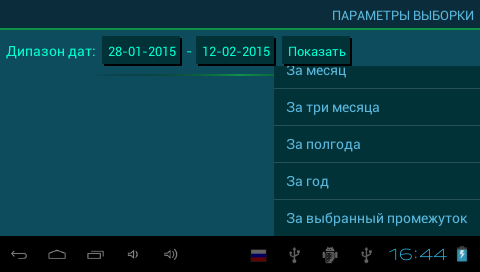 ПАРАМЕТРЫ ВЫБОРКИ
Дипазон дат: 28-01-2015 - 12-02-2015 Показать
За месяц
За три месяца
За полгода
За год
За выбранный промежуток
16:44